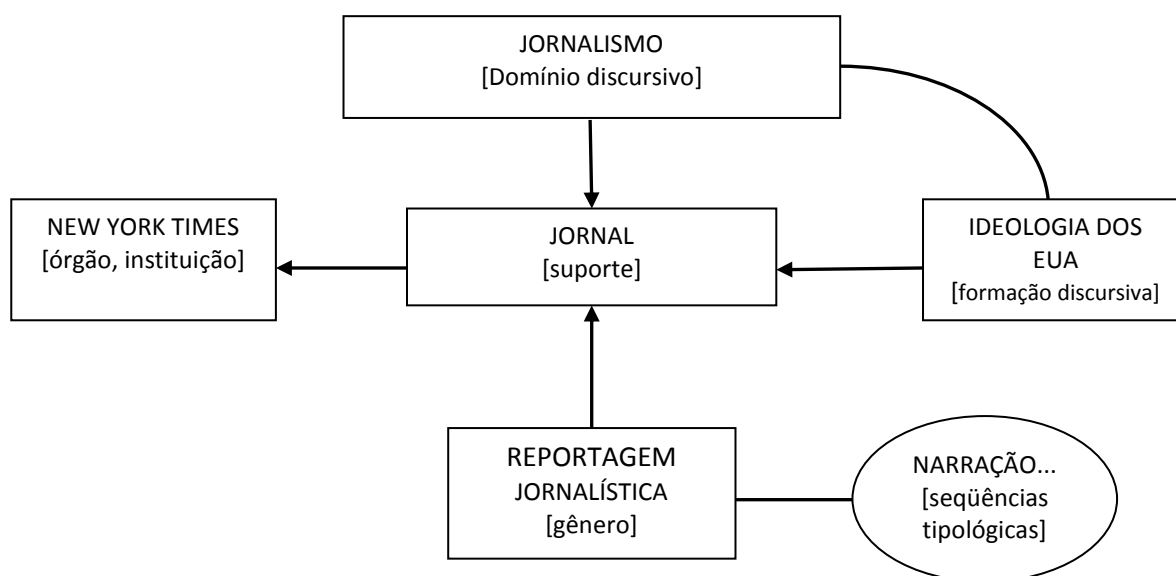 JORNALISMO
[Domínio discursivo]
NEW YORK TIMES
[órgão, instituição]
JORNAL
[suporte]
IDEOLOGIA DOS
EUA
[formação discursiva]
REPORTAGEM
JORNALÍSTICA
[gênero]
NARRAÇÃO...
[seqüências
tipológicas]